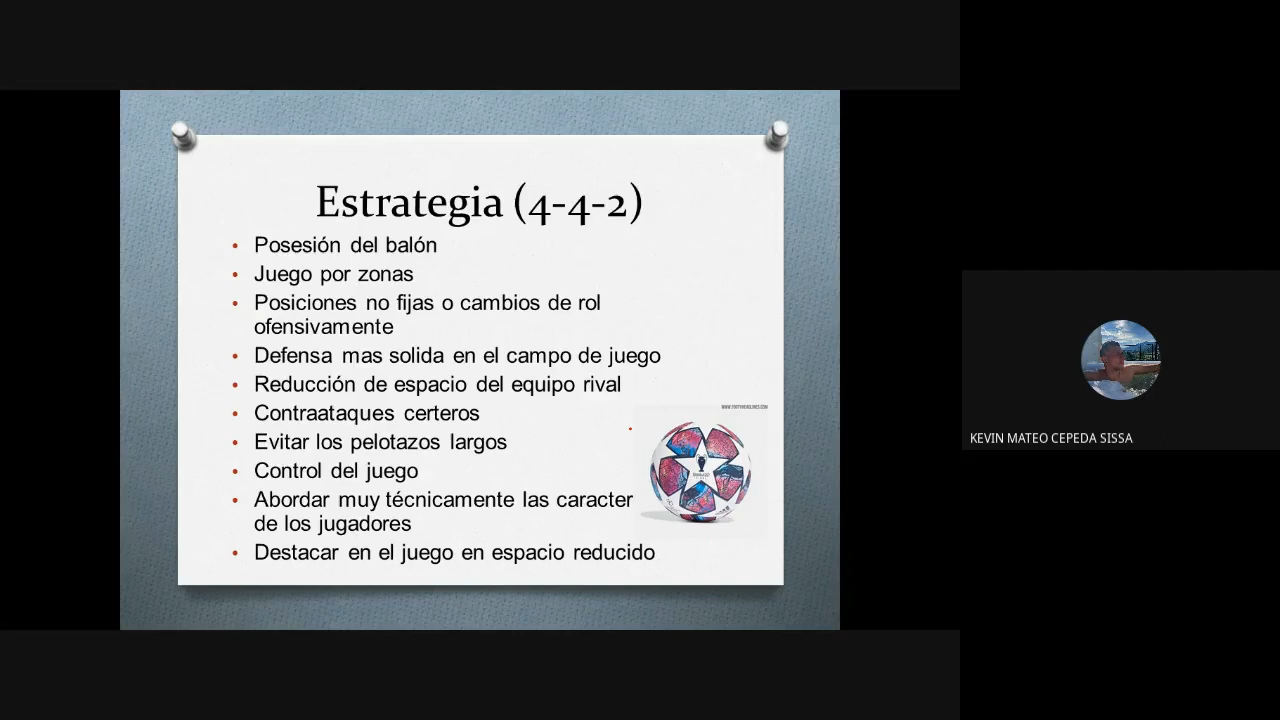 Estrategia (4-4-2)
• Posesión del balón
• Juego por zonas
• Posiciones no fijas o cambios de rol
ofensivamente
• Defensa mas solida en el campo de juego
• Reducción de espacio del equipo rival
• Contraataques certeros
• Evitar los pelotazos largos
• Control del juego
• Abordar muy técnicamente las caracter
de los jugadores
• Destacar en el juego en espacio reducido
WWW.FOOTYHEADLINES.COM
KEVIN MATEO CEPEDA SISSA